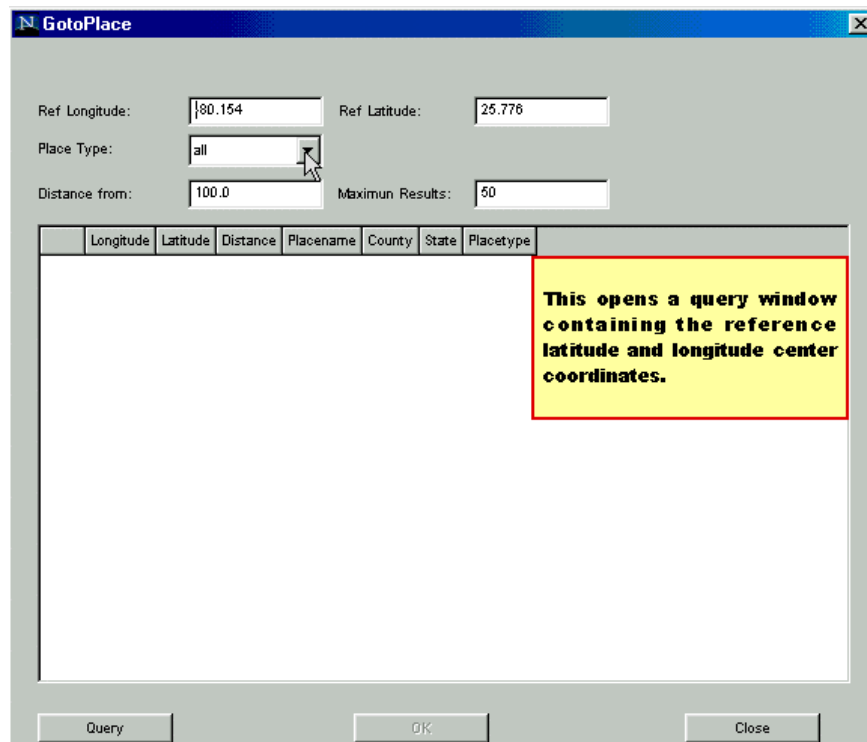 GotoPlace
Ref Longitude: -80.154 Ref Latitude: 25.776
Place Type: all
Distance from: 100.0 Maximun Results: 50
Longitude Latitude Distance Placename County State Placetype
This opens a query window
containing the reference
latitude and longitude center
coordinates.
Query OK Close